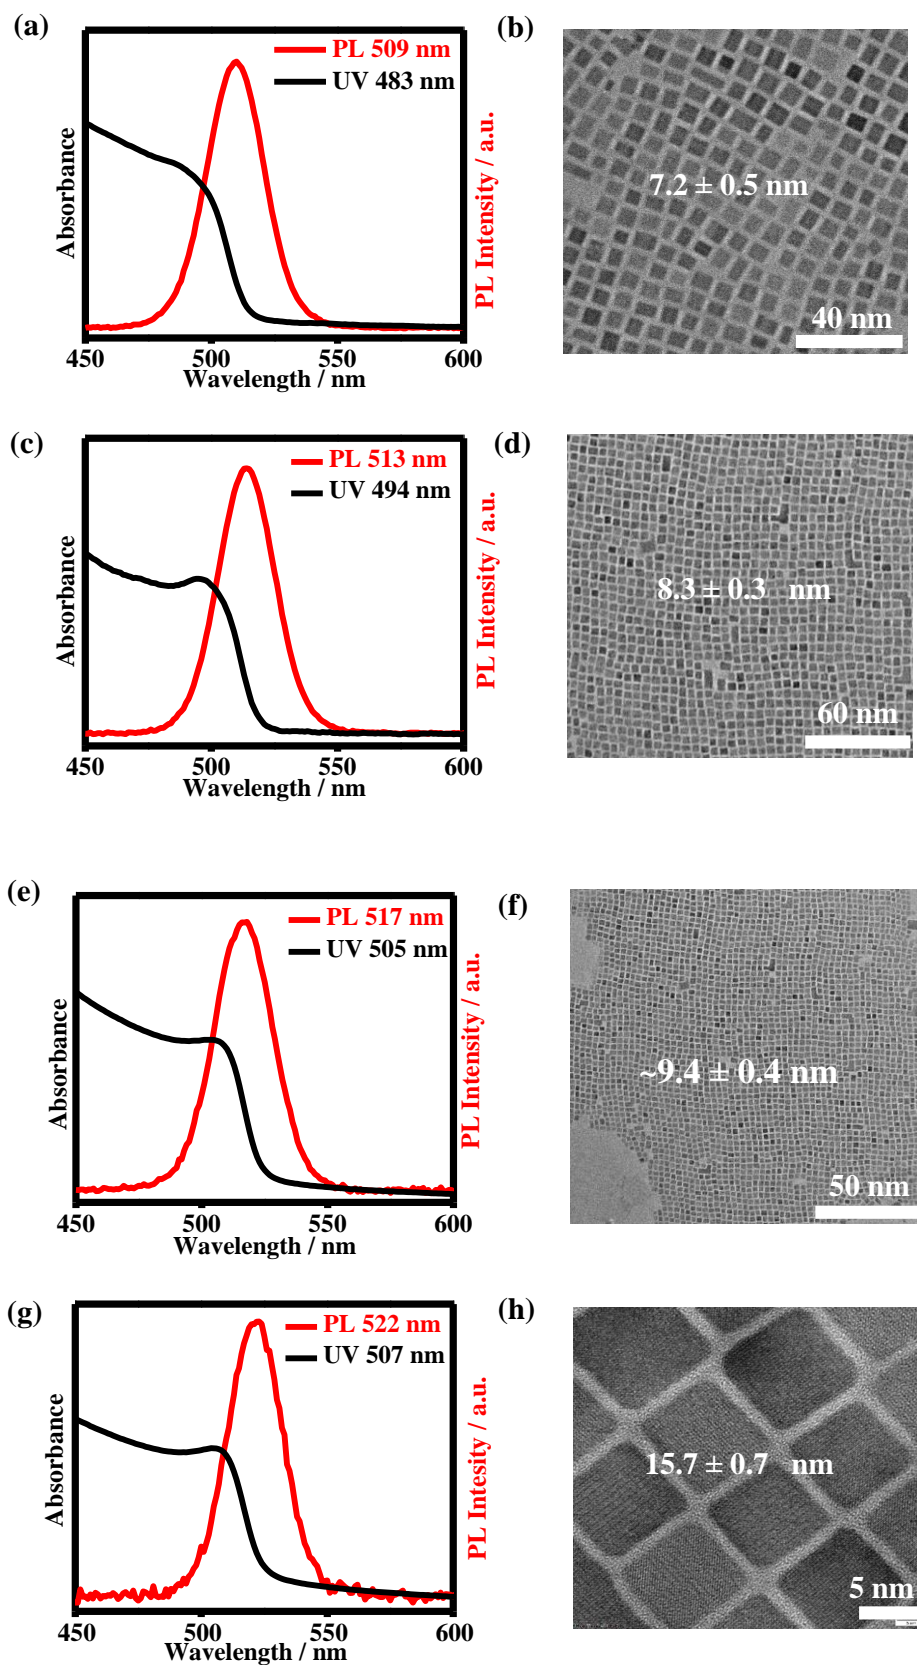 (a)
PL 509 nm
UV 483 nm
Absorbance
PL Intensity / a.u.
450 500 550 600
Wavelength / nm
(b)
7.2 ± 0.5 nm
40 nm
(c)
PL 513 nm
UV 494 nm
Absorbance
PL Intensity / a.u.
450 500 550 600
Wavelength / nm
(d)
8.3 ± 0.3 nm
60 nm
(e)
PL 517 nm
UV 505 nm
Absorbance
PL Intensity / a.u.
450 500 550 600
Wavelength / nm
(f)
~9.4 ± 0.4 nm
50 nm
(g)
PL 522 nm
UV 507 nm
Absorbance
PL Intesity / a.u.
450 500 550 600
Wavelength / nm
(h)
15.7 ± 0.7 nm
5 nm